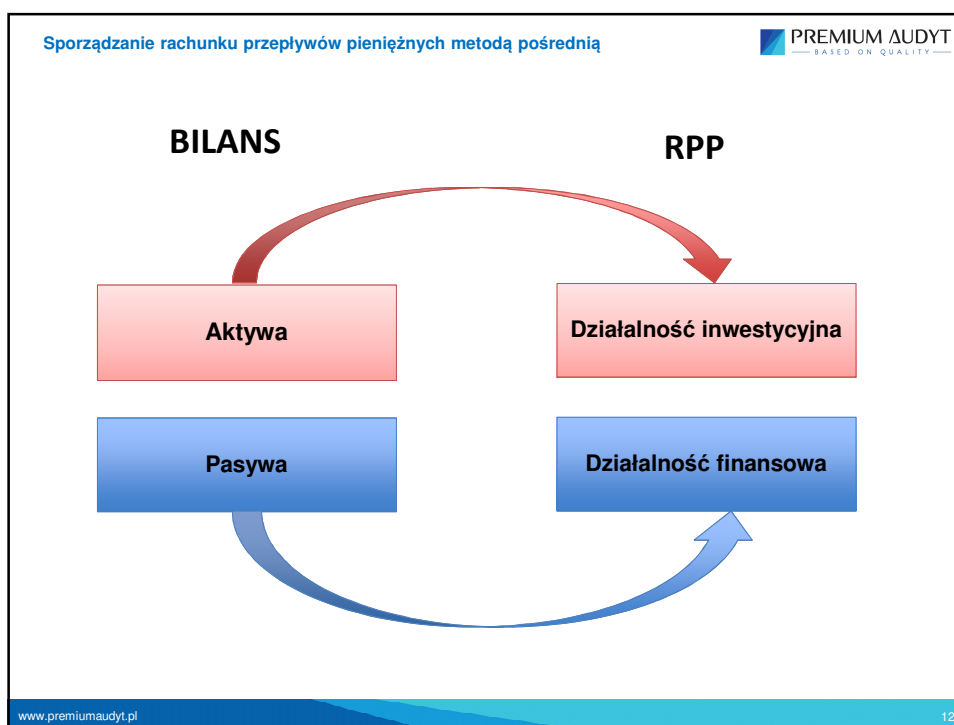 Sporządzanie rachunku przepływów pieniężnych metodą pośrednią
PREMIUM AUDYT
BASED ON QUALITY
BILANS
RPP
Aktywa
Działalność inwestycyjna
Pasywa
Działalność finansowa
www.premiumaudyt.pl
12